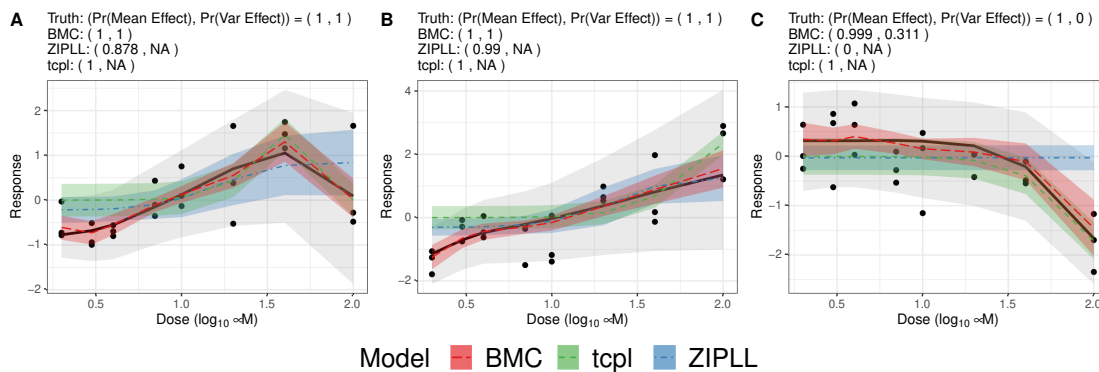 A
Truth: (Pr(Mean Effect), Pr(Var Effect)) = ( 1 , 1 )
BMC: ( 1 , 1 )
ZIPLL: ( 0.878 , NA )
tcpl: ( 1 , NA )
2
1
0
−1
−2
Response
0.5 1.0 1.5 2.0
Dose (log10 ∝M)
B
Truth: (Pr(Mean Effect), Pr(Var Effect)) = ( 1 , 1 )
BMC: ( 1 , 1 )
ZIPLL: ( 0.99 , NA )
tcpl: ( 1 , NA )
4
2
0
−2
Response
0.5 1.0 1.5 2.0
Dose (log10 ∝M)
C
Truth: (Pr(Mean Effect), Pr(Var Effect)) = ( 1 , 0 )
BMC: ( 0.999 , 0.311 )
ZIPLL: ( 0 , NA )
tcpl: ( 1 , NA )
1
0
−1
−2
Response
0.5 1.0 1.5 2.0
Dose (log10 ∝M)
Model BMC tcpl ZIPLL